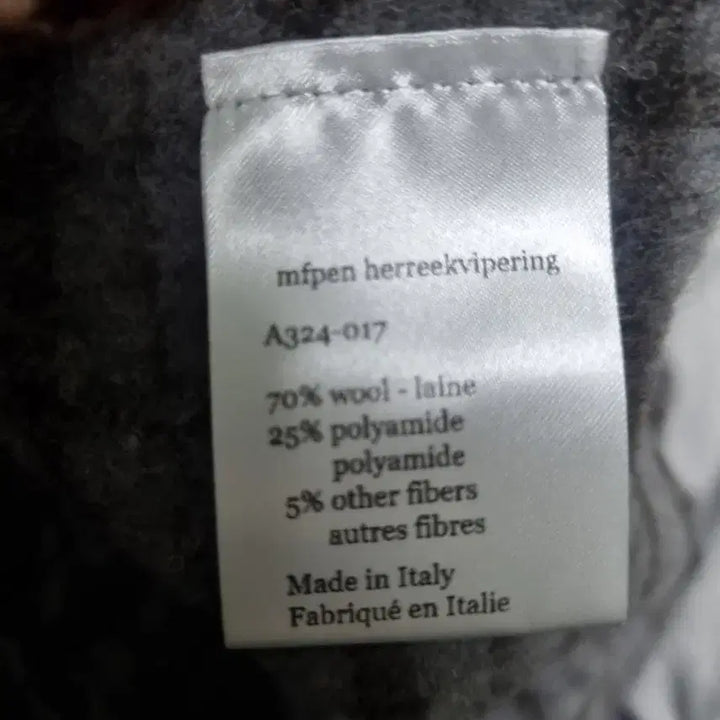 mfpen herreekvipering
A324-017
70% wool - laine
25% polyamide
polyamide
5% other fibers
autres fibres
Made in Italy
Fabriqué en Italie